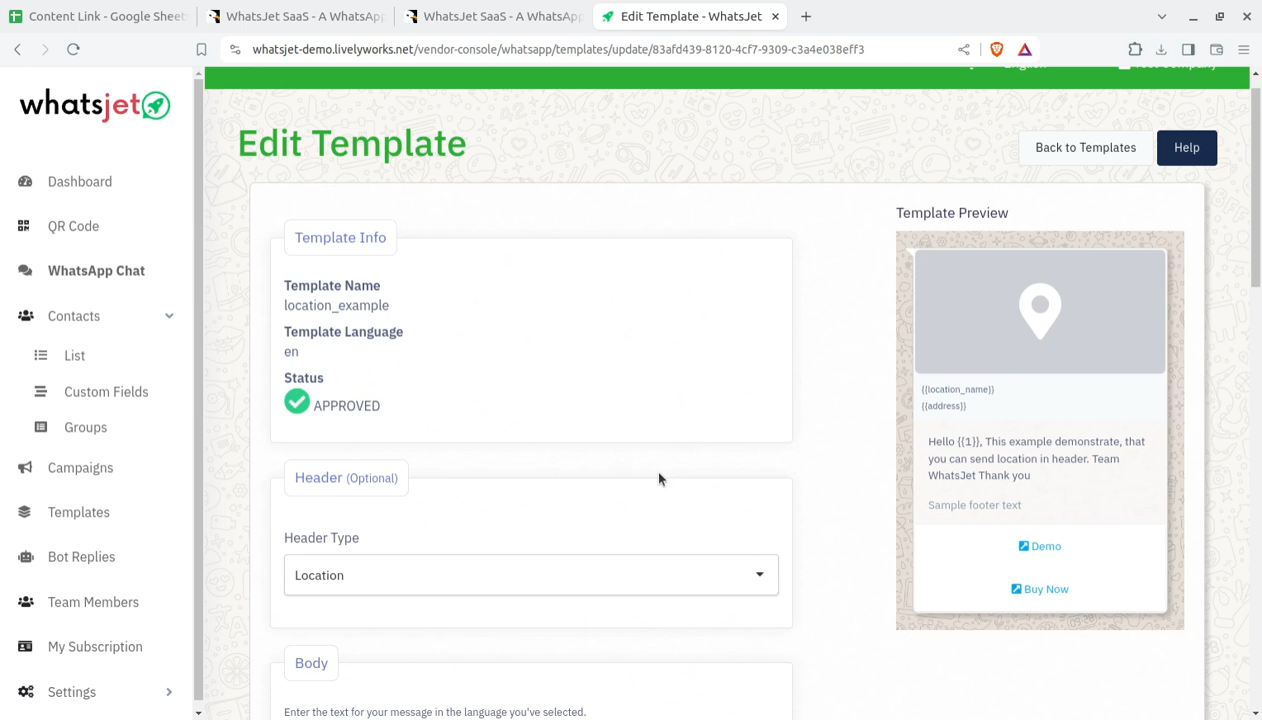 Content Link - Google Sheet
WhatsJet SaaS - A WhatsApp
WhatsJet SaaS - A WhatsApp
Edit Template - WhatsJet
whatsjet-demo.livelyworks.net/vendor-console/whatsapp/templates/update/83afd439-8120-4cf7-9309-c3a4e038eff3
whatsjet
Dashboard
QR Code
WhatsApp Chat
Contacts
List
Custom Fields
Groups
Campaigns
Templates
Bot Replies
Team Members
My Subscription
Settings
Edit Template
Back to Templates
Help
Template Info
Template Name
location_example
Template Language
en
Status
APPROVED
Header (Optional)
Header Type
Location
Body
Enter the text for your message in the language you've selected.
Template Preview
{{location_name}}
{{address}}
Hello {{1}}, This example demonstrate, that
you can send location in header. Team
WhatsJet Thank you
Sample footer text
Demo
Buy Now